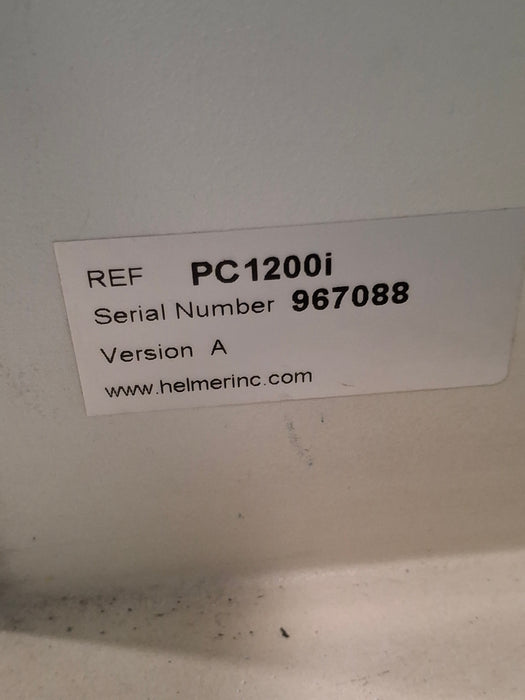 REF PC1200i
Serial Number 967088
Version A
www.helmerinc.com